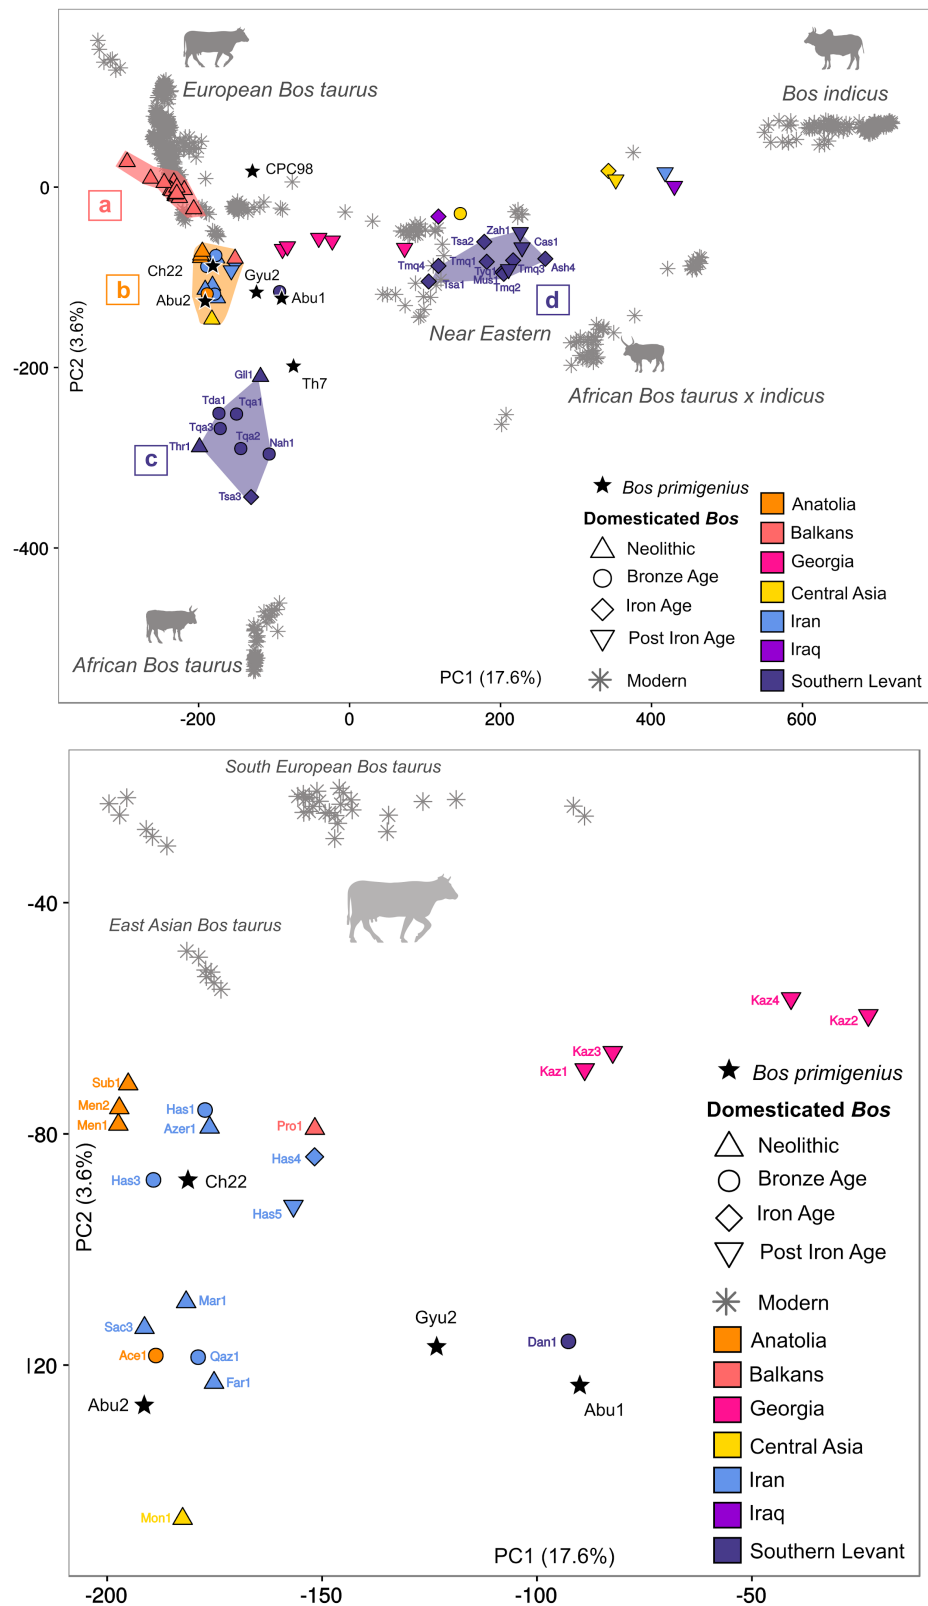 European Bos taurus
Bos indicus
0
CPC98
a
Zah1
Tsa2
Cas1
Ch22
Gyu2
Tmq4
Tmq1
Tyq1
Tmq3
Ash4
b
Abu2
Abu1
Tsa1
Mus1
Tmq2
d
Near Eastern
PC2 (3.6%)
-200
Gll1
Th7
African Bos taurus x indicus
Tda1
Tqa1
Tqa3
Thr1
Tqa2
Nah1
c
Tsa3
Bos primigenius
Domesticated Bos
Neolithic
Bronze Age
Iron Age
Post Iron Age
Modern
Anatolia
Balkans
Georgia
Central Asia
Iran
Iraq
Southern Levant
-400
African Bos taurus
PC1 (17.6%)
-200
0
200
400
600
South European Bos taurus
-40
East Asian Bos taurus
Kaz4
Kaz2
Kaz3
Kaz1
Sub1
Men2
Men1
Has1
Azer1
Pro1
-80
Has4
Has3
Ch22
Has5
PC2 (3.6%)
Mar1
Sac3
Gyu2
Dan1
Ace1
Qaz1
120
Far1
Abu2
Abu1
Mon1
Bos primigenius
Domesticated Bos
Neolithic
Bronze Age
Iron Age
Post Iron Age
Modern
Anatolia
Balkans
Georgia
Central Asia
Iran
Iraq
Southern Levant
PC1 (17.6%)
-200
-150
-100
-50